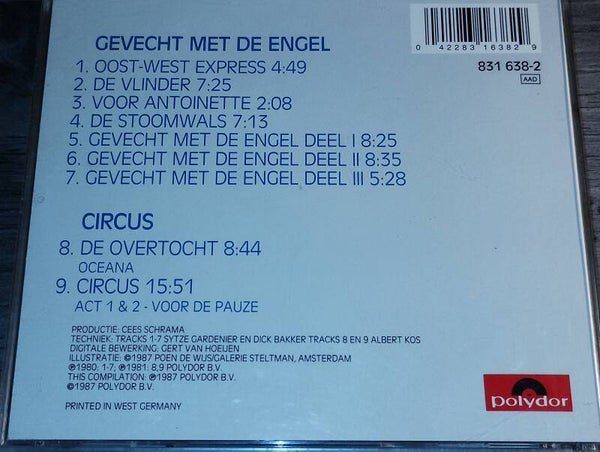 GEVECHT MET DE ENGEL
0 42283 16382 9
831 638-2
AAD
1. OOST-WEST EXPRESS 4:49
2. DE VLINDER 7:25
3. VOOR ANTOINETTE 2:08
4. DE STOOMWALS 7:13
5. GEVECHT MET DE ENGEL DEEL I 8:25
6. GEVECHT MET DE ENGEL DEEL II 8:35
7. GEVECHT MET DE ENGEL DEEL III 5:28
CIRCUS
8. DE OVERTOCHT 8:44
OCEANA
9. CIRCUS 15:51
ACT 1 & 2 - VOOR DE PAUZE
PRODUCTIE: CEES SCHRAMA
TECHNIEK: TRACKS 1-7 SYTZE GARDENIER EN DICK BAKKER TRACKS 8 EN 9 ALBERT KOS
DIGITALE BEWERKING: GERT VAN HOEIJEN
ILLUSTRATIE: ©1987 POEN DE WIJS/GALERIE STELTMAN, AMSTERDAM
℗1980: 1-7; ℗1981: 8,9 POLYDOR B.V.
THIS COMPILATION: ℗1987 POLYDOR B.V.
©1987 POLYDOR B.V.
PRINTED IN WEST GERMANY
polydor